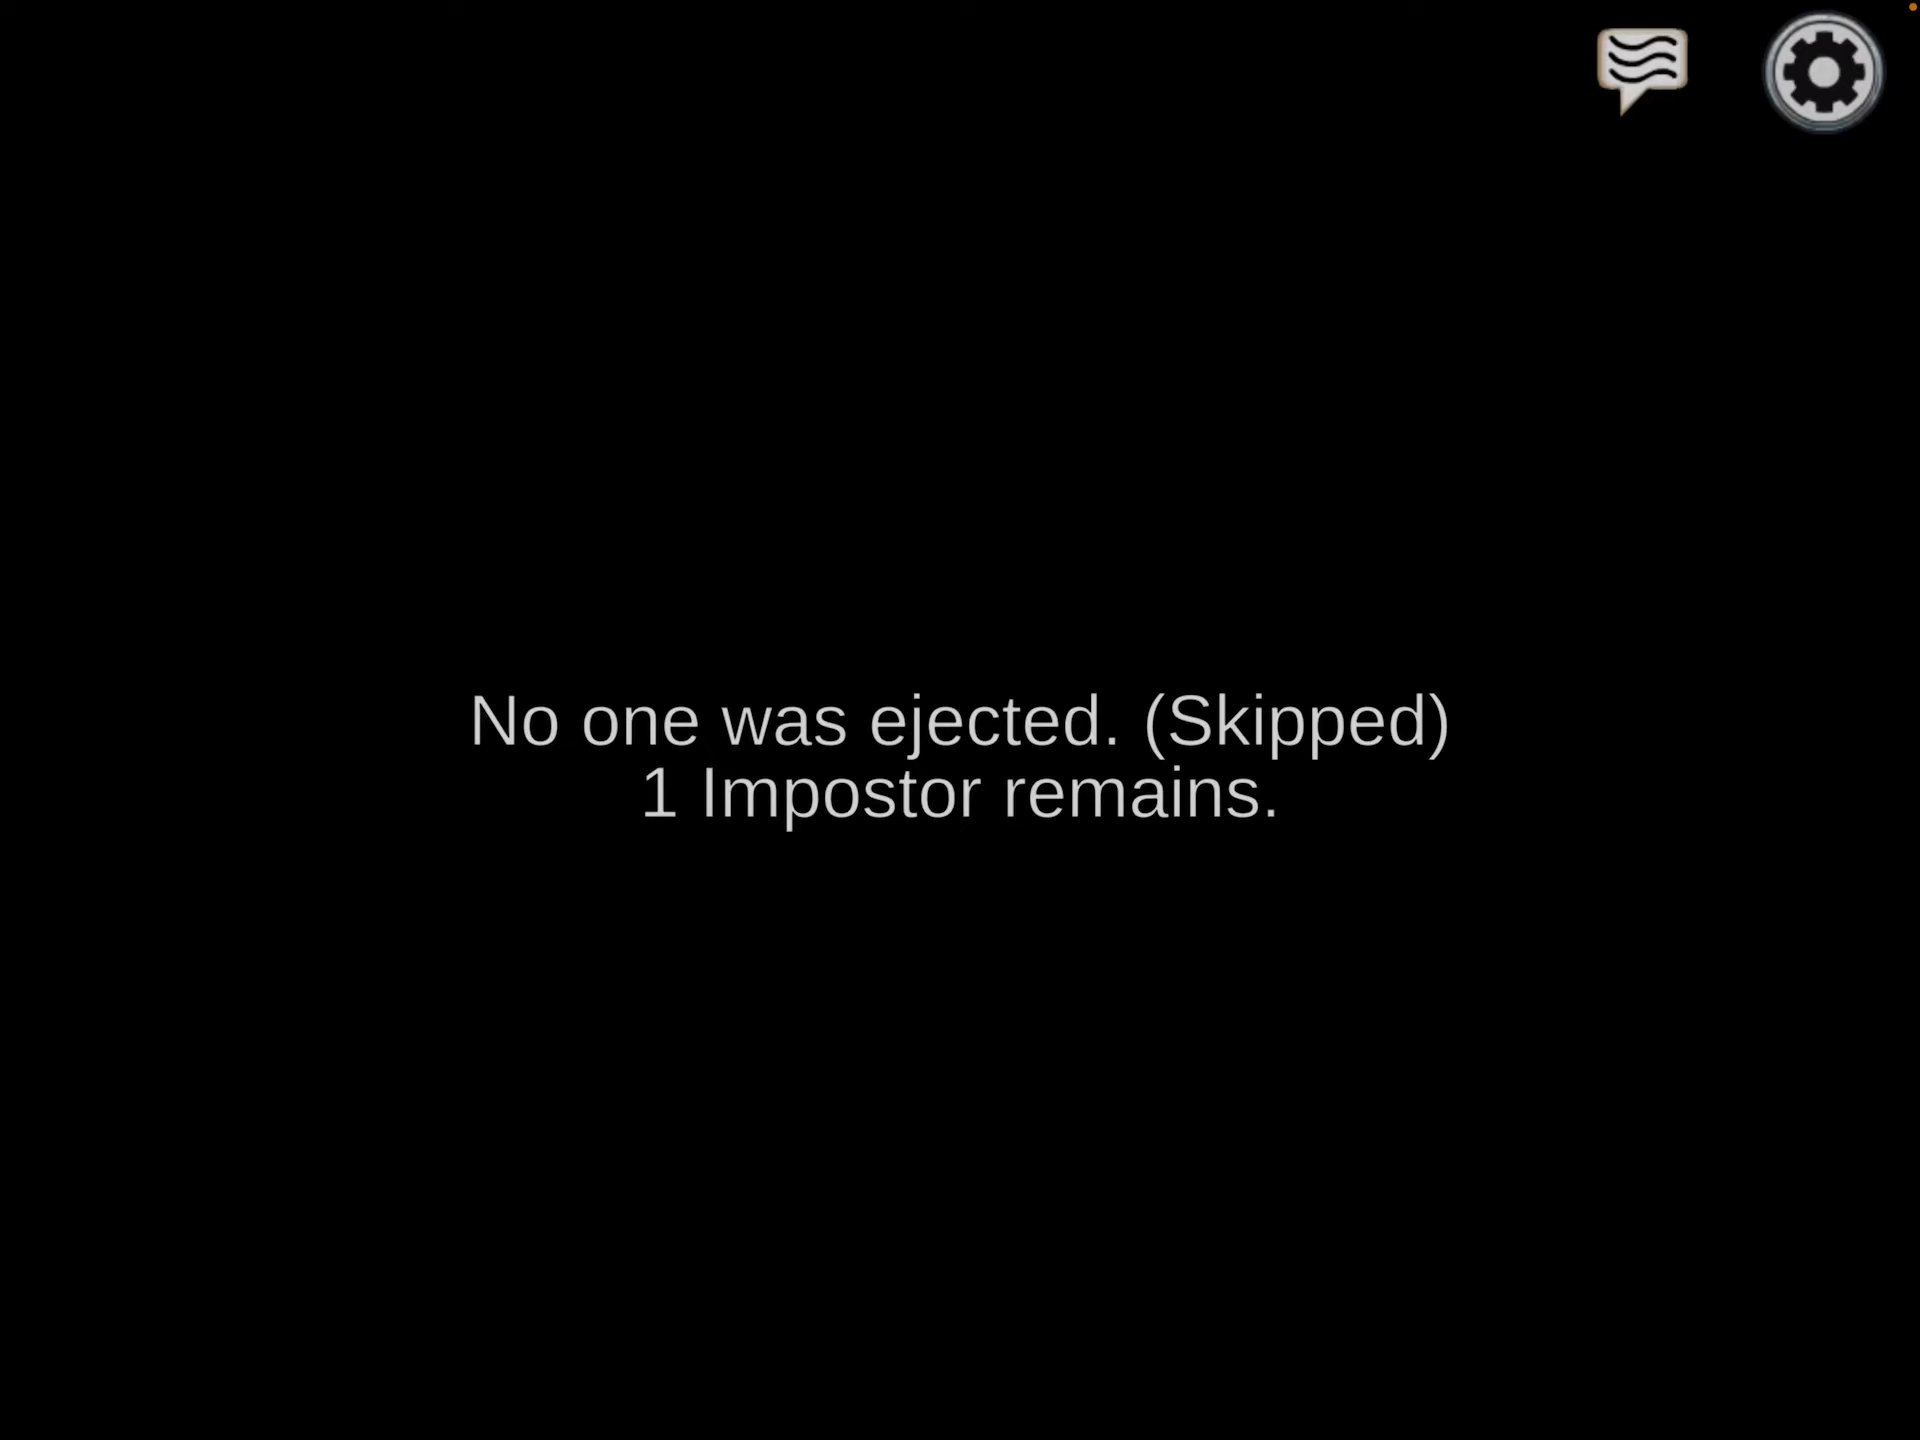 No one was ejected. (Skipped)
1 Impostor remains.